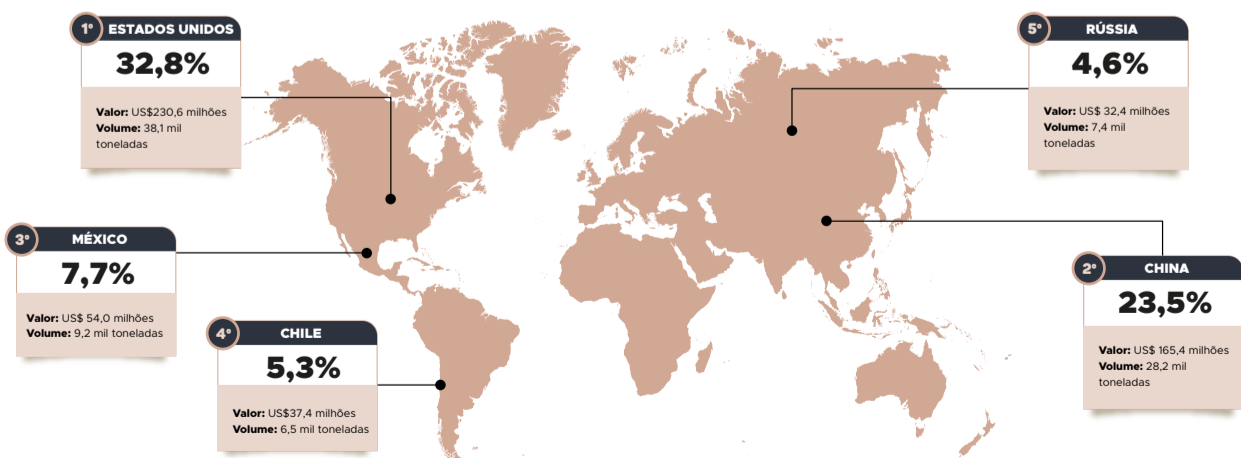 1º ESTADOS UNIDOS
32,8%
Valor: US$230,6 milhões
Volume: 38,1 mil
toneladas
5º RÚSSIA
4,6%
Valor: US$ 32,4 milhões
Volume: 7,4 mil
toneladas
3º MÉXICO
7,7%
Valor: US$ 54,0 milhões
Volume: 9,2 mil toneladas
2º CHINA
23,5%
Valor: US$ 165,4 milhões
Volume: 28,2 mil
toneladas
4º CHILE
5,3%
Valor: US$37,4 milhões
Volume: 6,5 mil toneladas